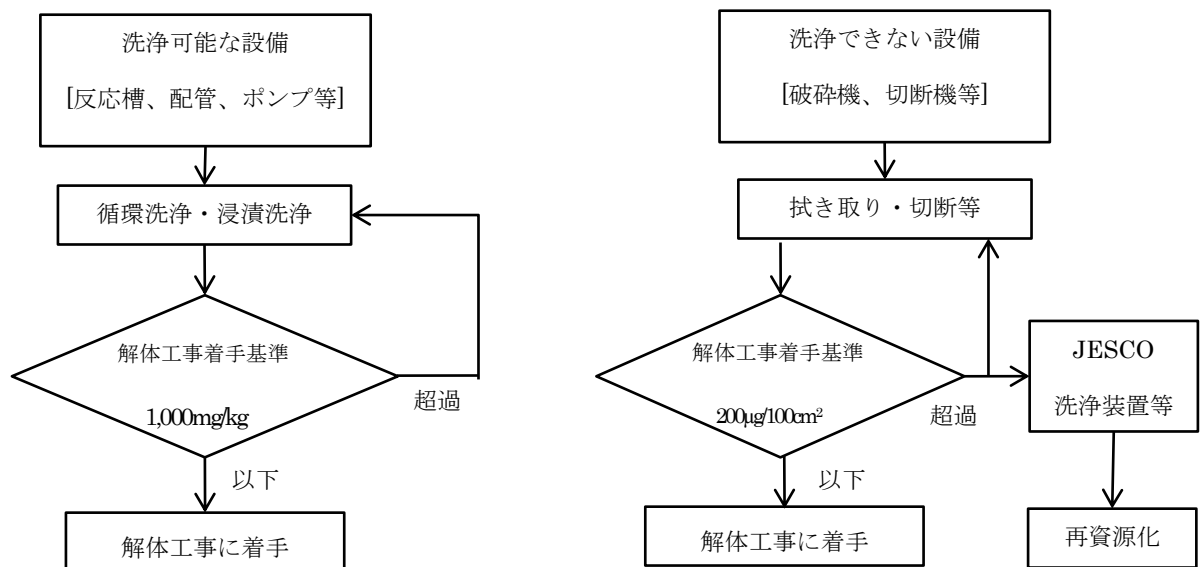 洗浄可能な設備
[反応槽、配管、ポンプ等]
循環洗浄・浸漬洗浄
解体工事着手基準
1,000mg/kg
超過
以下
解体工事に着手
洗浄できない設備
[破砕機、切断機等]
拭き取り・切断等
解体工事着手基準
200μg/100cm²
超過
以下
解体工事に着手
JESCO
洗浄装置等
再資源化